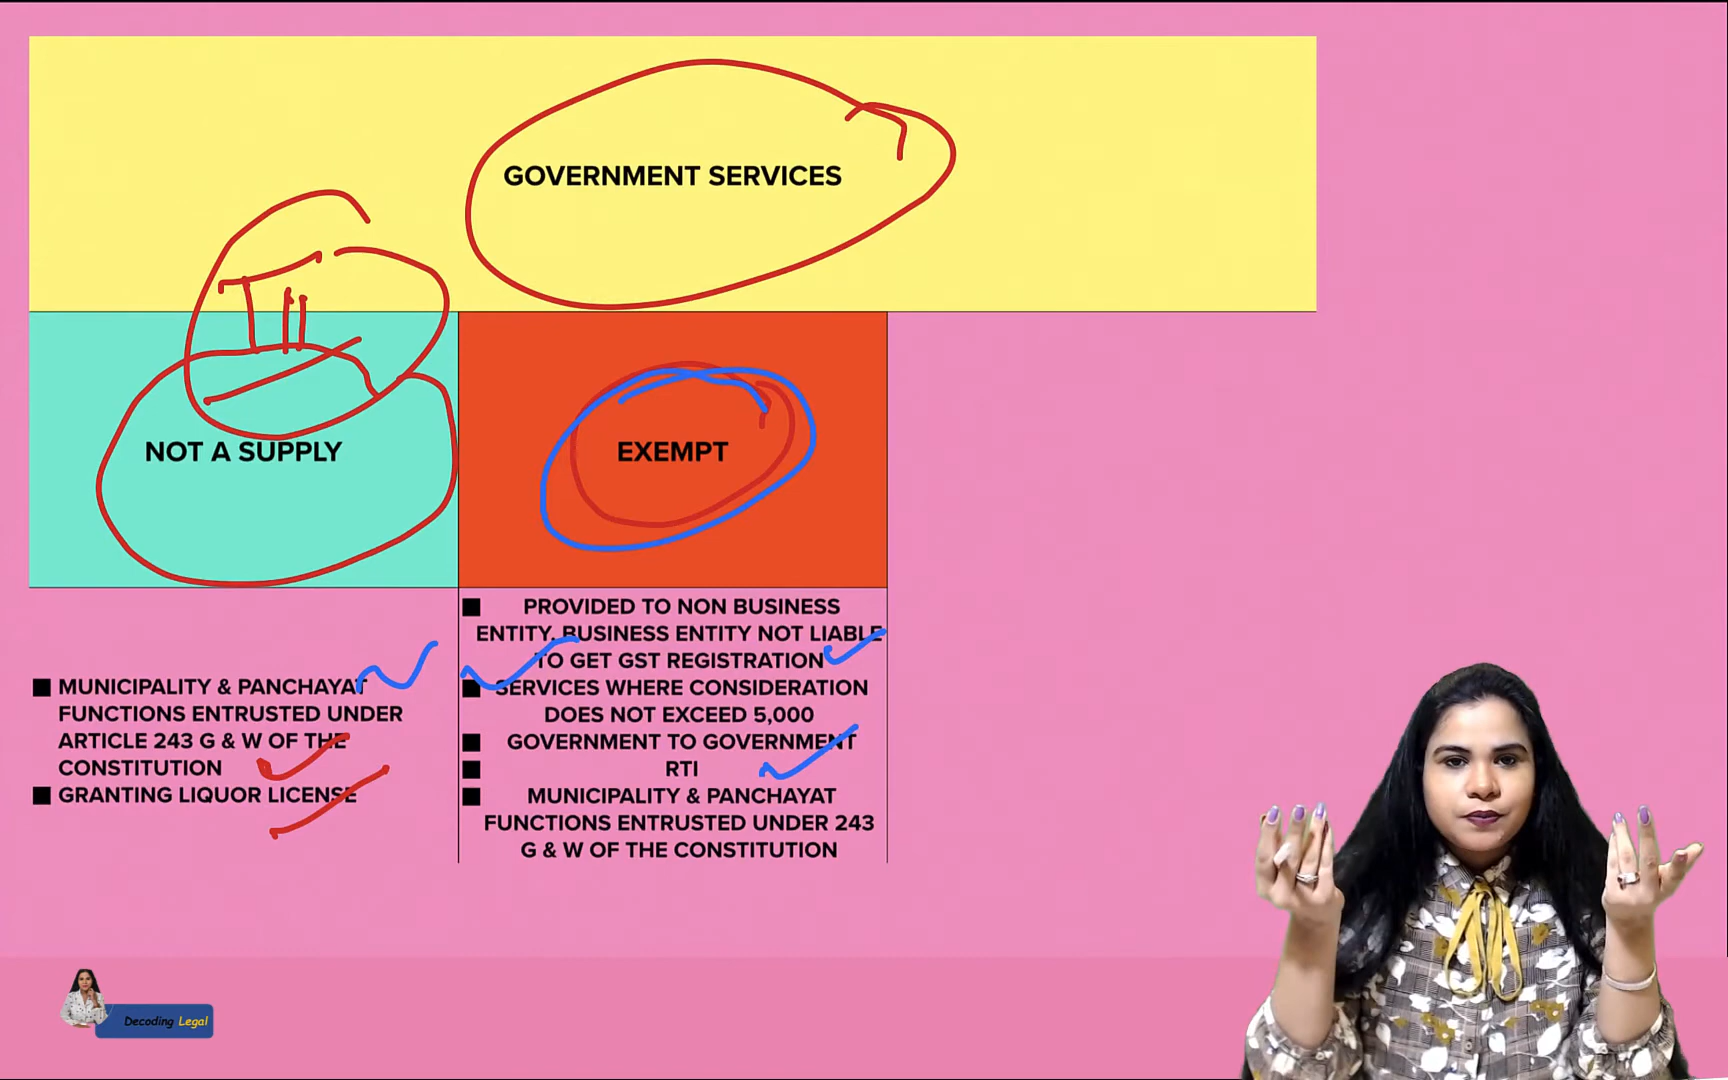 GOVERNMENT SERVICES
NOT A SUPPLY
EXEMPT
MUNICIPALITY & PANCHAYAT
FUNCTIONS ENTRUSTED UNDER
ARTICLE 243 G & W OF THE
CONSTITUTION
GRANTING LIQUOR LICENSE
PROVIDED TO NON BUSINESS
ENTITY. BUSINESS ENTITY NOT LIABLE
TO GET GST REGISTRATION
SERVICES WHERE CONSIDERATION
DOES NOT EXCEED 5,000
GOVERNMENT TO GOVERNMENT
RTI
MUNICIPALITY & PANCHAYAT
FUNCTIONS ENTRUSTED UNDER 243
G & W OF THE CONSTITUTION
Decoding Legal